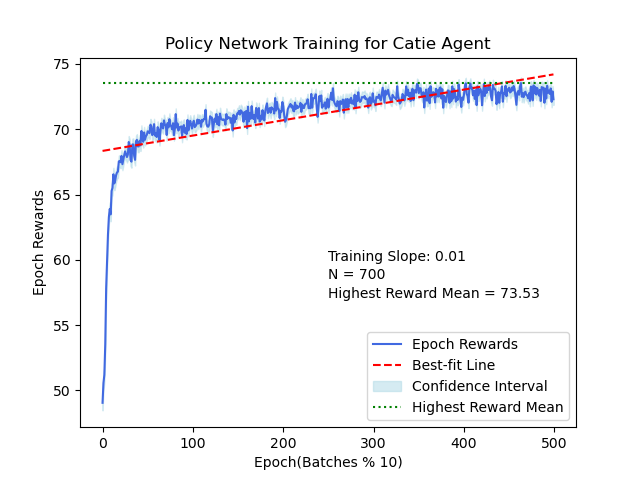 Policy Network Training for Catie Agent
75
70
65
60
55
50
Epoch Rewards
Training Slope: 0.01
N = 700
Highest Reward Mean = 73.53
Epoch Rewards
Best-fit Line
Confidence Interval
Highest Reward Mean
0 100 200 300 400 500
Epoch(Batches % 10)